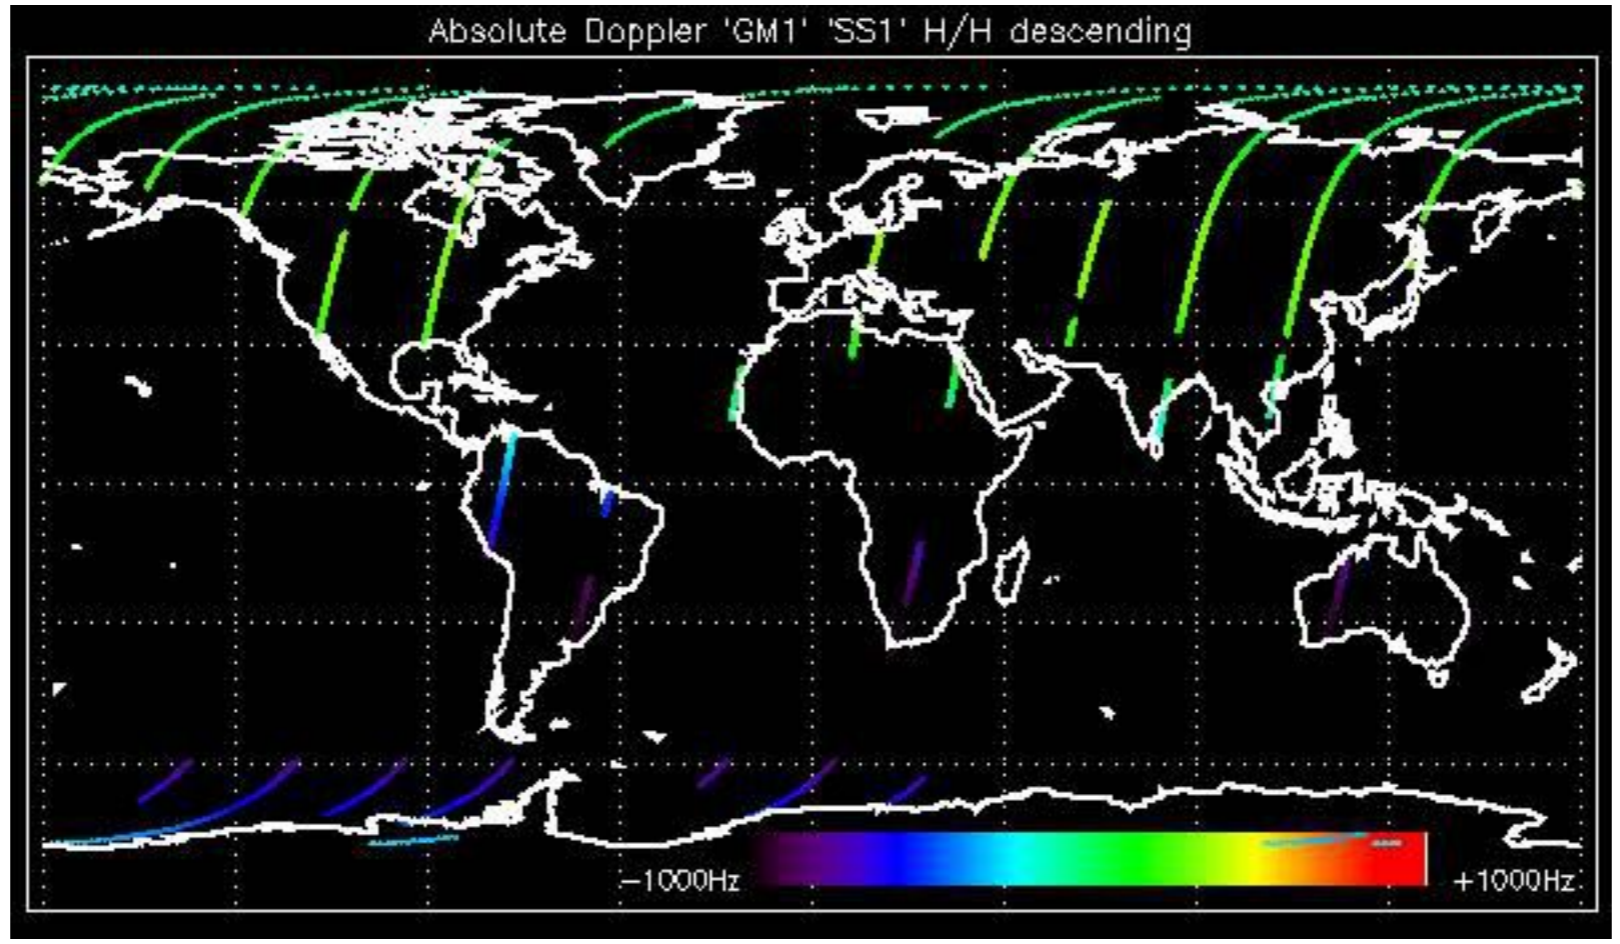 Absolute Doppler 'GM1' 'SS1' H/H descending
−1000Hz +1000Hz